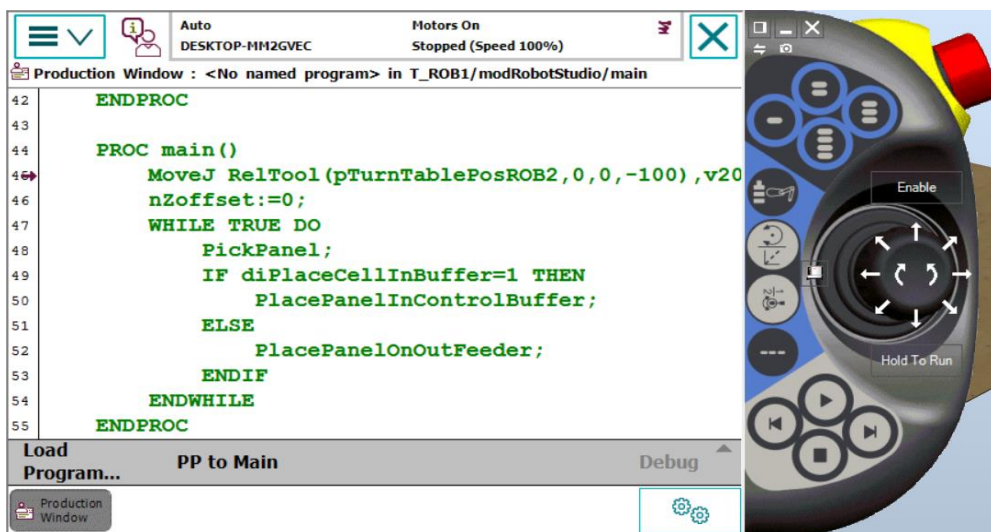 Auto
DESKTOP-MM2GVEC
Motors On
Stopped (Speed 100%)
Production Window : <No named program> in T_ROB1/modRobotStudio/main
42 ENDPROC
43
44 PROC main()
45 MoveJ RelTool(pTurnTablePosROB2,0,0,-100),v20
46 nZoffset:=0;
47 WHILE TRUE DO
48 PickPanel;
49 IF diPlaceCellInBuffer=1 THEN
50 PlacePanelInControlBuffer;
51 ELSE
52 PlacePanelOnOutFeeder;
53 ENDIF
54 ENDWHILE
55 ENDPROC
Load
Program...
PP to Main
Debug
Production
Window
Enable
Hold To Run